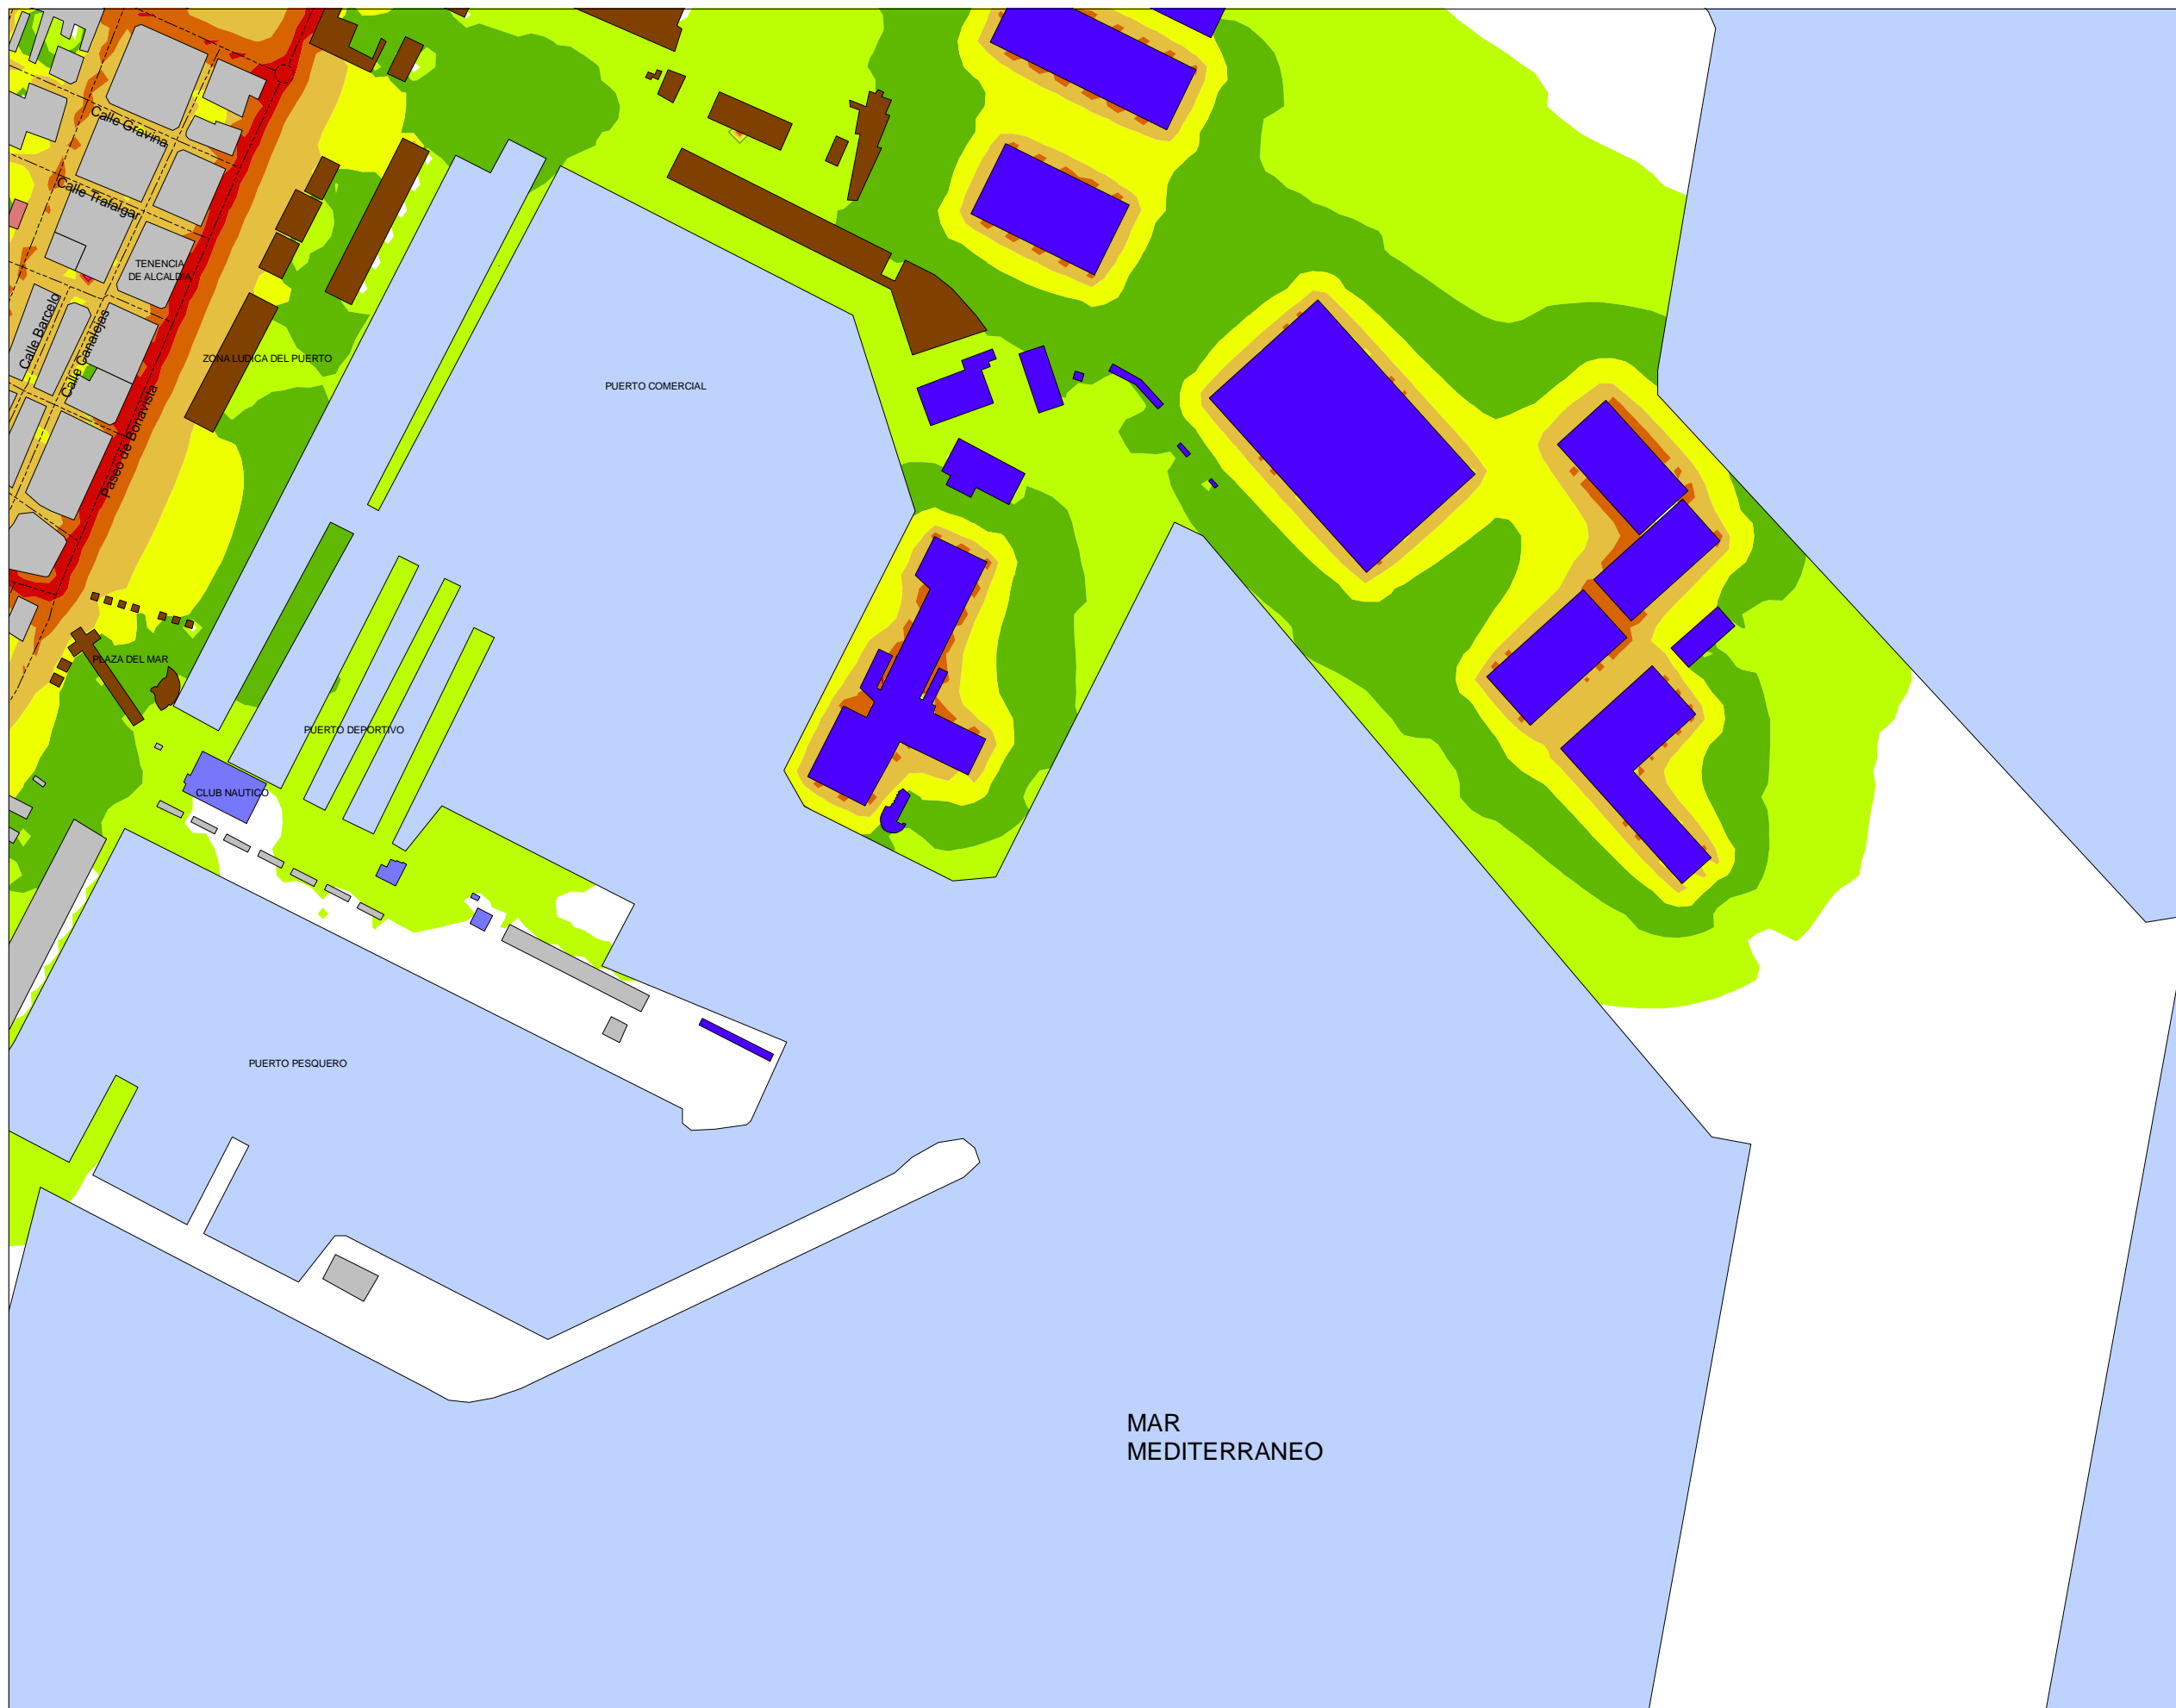 Calle Gravina
Calle Trafalgar
TENENCIA
DE ALCALDIA
Calle Barcelo
Calle Canalejas
ZONA LUDICA DEL PUERTO
PUERTO COMERCIAL
Paseo de Bonavista
PLAZA DEL MAR
PUERTO DEPORTIVO
CLUB NAUTICO
PUERTO PESQUERO
MAR
MEDITERRANEO